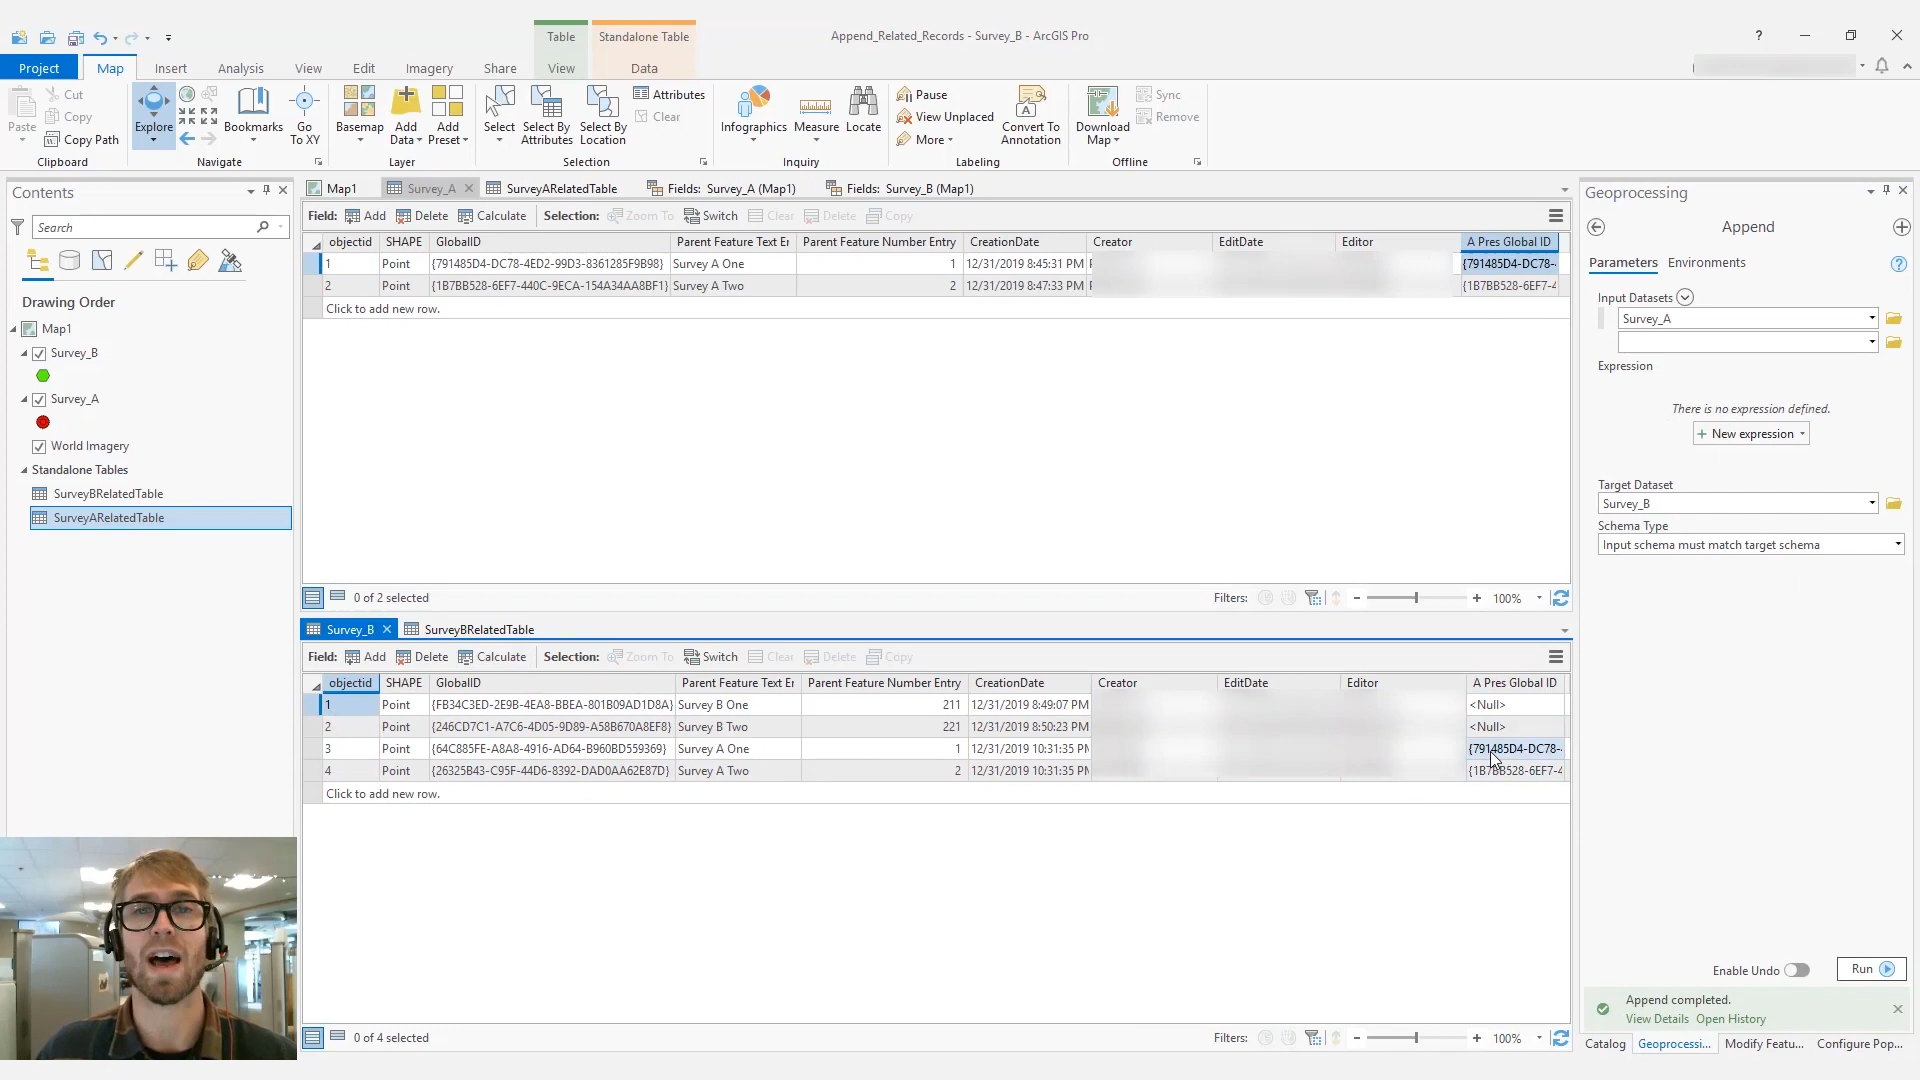 Table
Standalone Table
Append_Related_Records - Survey_B - ArcGIS Pro
?
Project
Map
Insert
Analysis
View
Edit
Imagery
Share
View
Data
Paste
Cut
Copy
Copy Path
Clipboard
Explore
Bookmarks
Go To XY
Navigate
Basemap
Add Data
Add Preset
Layer
Select
Select By Attributes
Select By Location
Attributes
Clear
Selection
Infographics
Measure
Locate
Inquiry
Pause
View Unplaced
More
Convert To Annotation
Labeling
Download Map
Sync
Remove
Offline
Contents
Search
Drawing Order
Map1
Survey_B
Survey_A
World Imagery
Standalone Tables
SurveyBRelatedTable
SurveyARelatedTable
Map1
Survey_A
SurveyARelatedTable
Fields: Survey_A (Map1)
Fields: Survey_B (Map1)
Field: Add Delete Calculate Selection: Zoom To Switch Clear Delete Copy
objectid SHAPE GlobalID Parent Feature Text Er Parent Feature Number Entry CreationDate Creator EditDate Editor A Pres Global ID
1 Point {791485D4-DC78-4ED2-99D3-8361285F9B98} Survey A One 1 12/31/2019 8:45:31 PM {791485D4-DC78-
2 Point {1B7BB528-6EF7-440C-9ECA-154A34AA8BF1} Survey A Two 2 12/31/2019 8:47:33 PM {1B7BB528-6EF7-4
Click to add new row.
0 of 2 selected
Filters:
100%
Survey_B
SurveyBRelatedTable
Field: Add Delete Calculate Selection: Zoom To Switch Clear Delete Copy
objectid SHAPE GlobalID Parent Feature Text Er Parent Feature Number Entry CreationDate Creator EditDate Editor A Pres Global ID
1 Point {FB34C3ED-2E9B-4EA8-BBEA-801B09AD1D8A} Survey B One 211 12/31/2019 8:49:07 PM <Null>
2 Point {246CD7C1-A7C6-4D05-9D89-A58B670A8EF8} Survey B Two 221 12/31/2019 8:50:23 PM <Null>
3 Point {64C885FE-A8A8-4916-AD64-B960BD559369} Survey A One 1 12/31/2019 10:31:35 PM {791485D4-DC78-
4 Point {26325B43-C95F-44D6-8392-DAD0AA62E87D} Survey A Two 2 12/31/2019 10:31:35 PM {1B7BB528-6EF7-4
Click to add new row.
0 of 4 selected
Filters:
100%
Geoprocessing
Append
Parameters
Environments
Input Datasets
Survey_A
Expression
There is no expression defined.
New expression
Target Dataset
Survey_B
Schema Type
Input schema must match target schema
Enable Undo
Run
Append completed.
View Details Open History
Catalog
Geoprocessi...
Modify Featu...
Configure Pop...